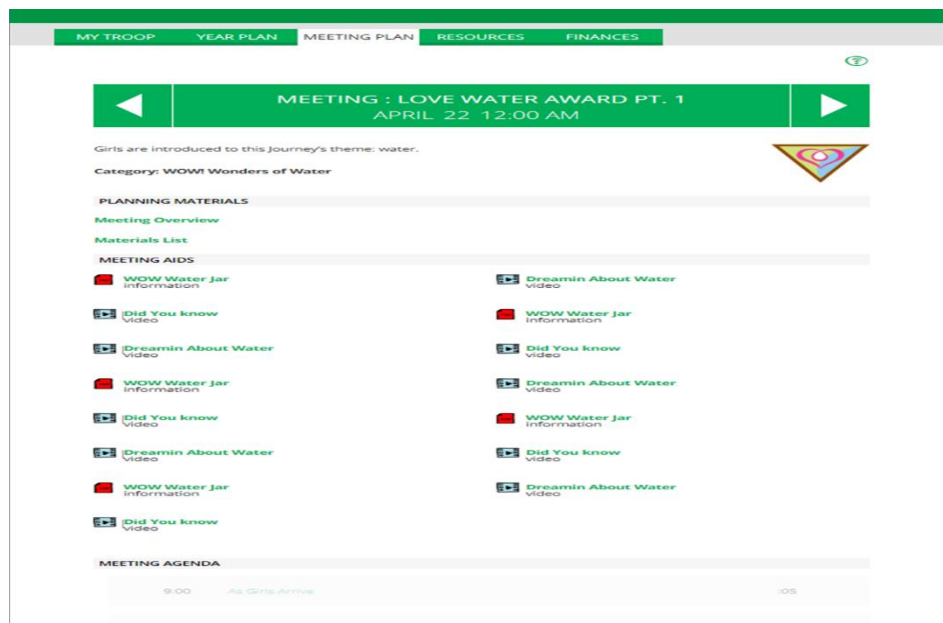 MY TROOP YEAR PLAN MEETING PLAN RESOURCES FINANCES
?
MEETING : LOVE WATER AWARD PT. 1
APRIL 22 12:00 AM
Girls are introduced to this Journey's theme: water.
Category: WOW! Wonders of Water
PLANNING MATERIALS
Meeting Overview
Materials List
MEETING AIDS
WOW Water Jar Dreamin About Water
information video
Did You know WOW Water Jar
video information
Dreamin About Water Did You know
video video
WOW Water Jar Dreamin About Water
information video
Did You know WOW Water Jar
video information
Dreamin About Water Did You know
video video
WOW Water Jar Dreamin About Water
information video
Did You know
video
MEETING AGENDA
9:00 As Girls Arrive :05